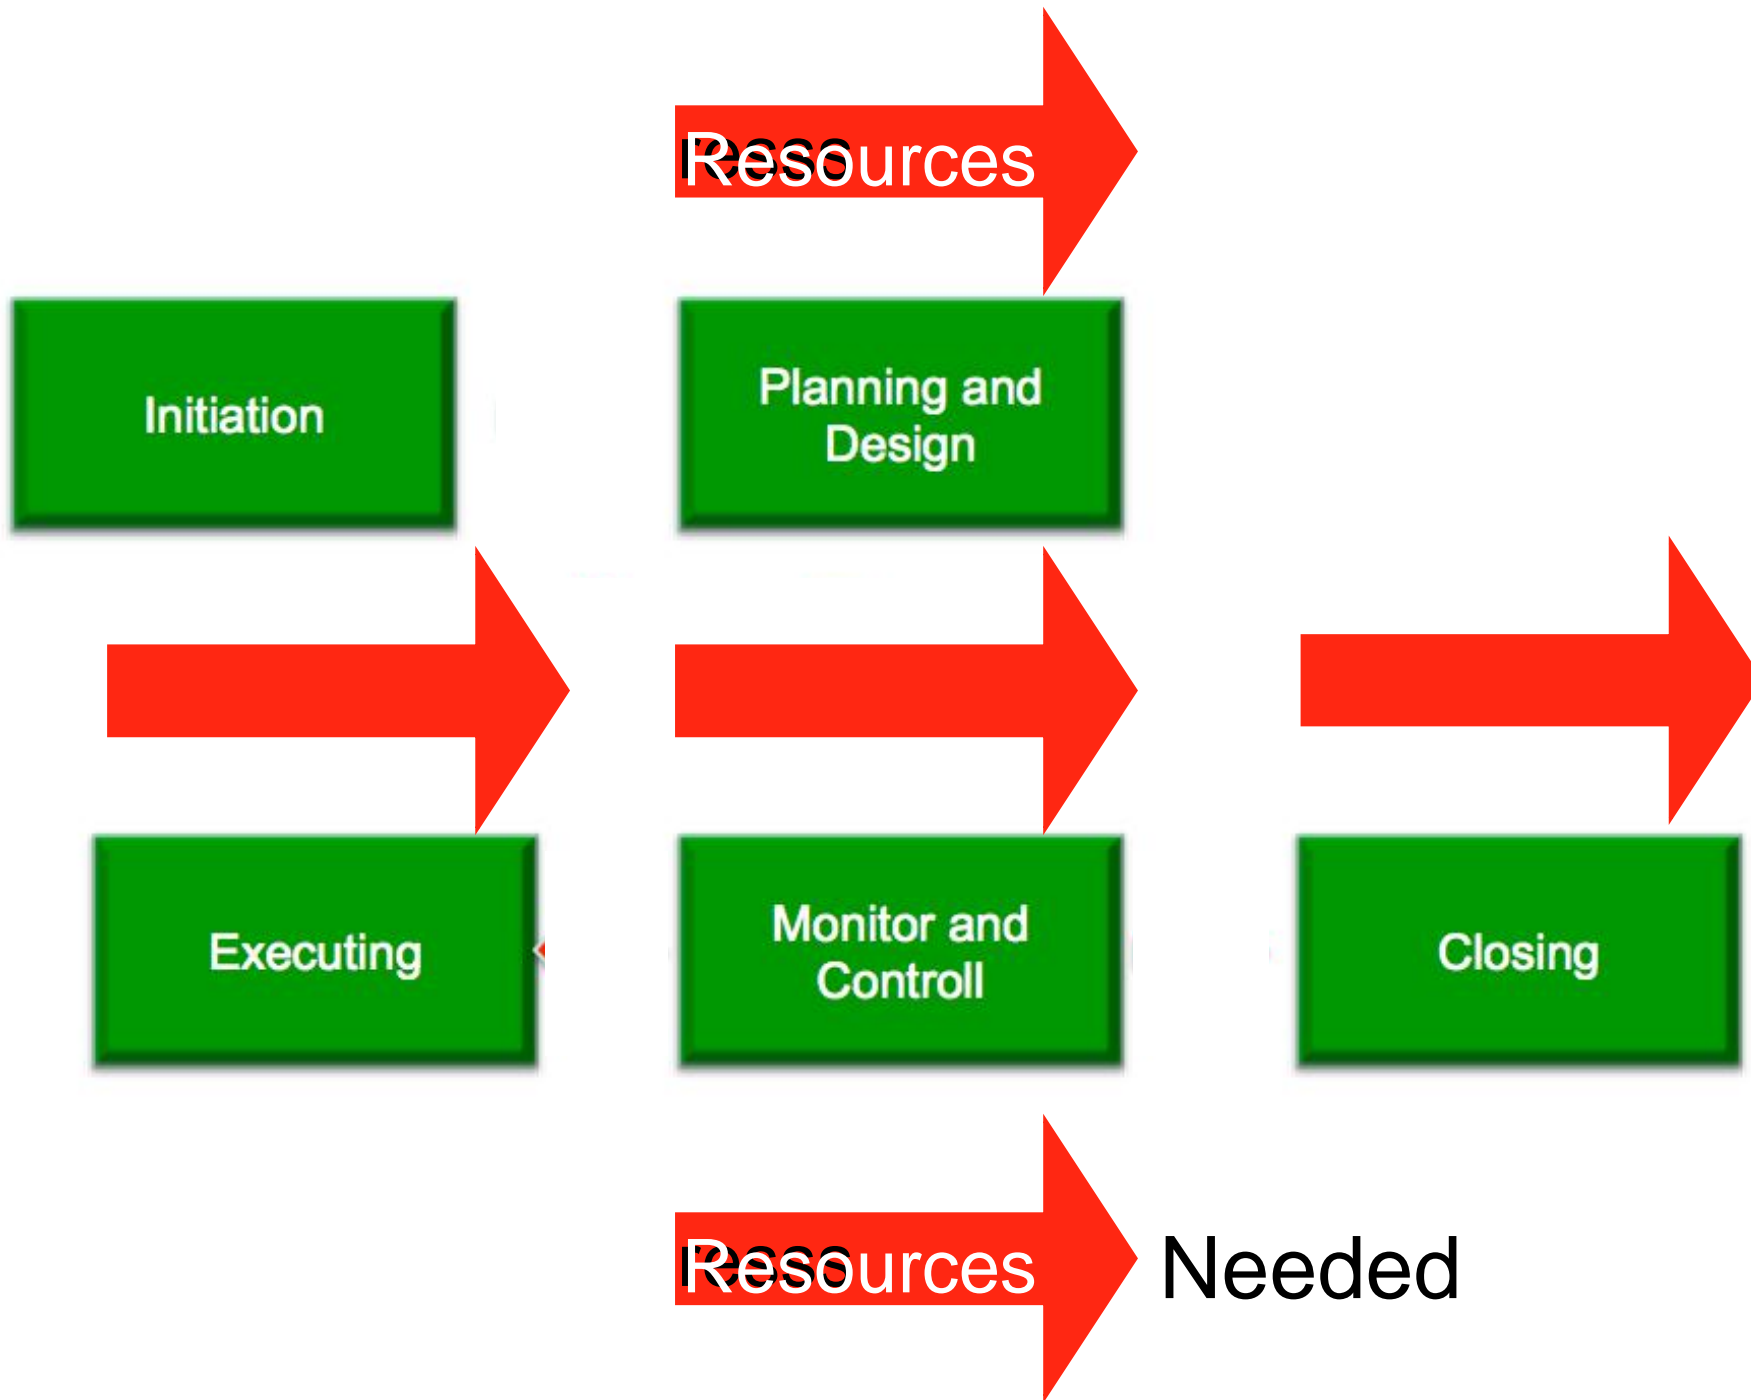 Resources
Initiation
Planning and
Design
Executing
Monitor and
Controll
Closing
Resources
Needed